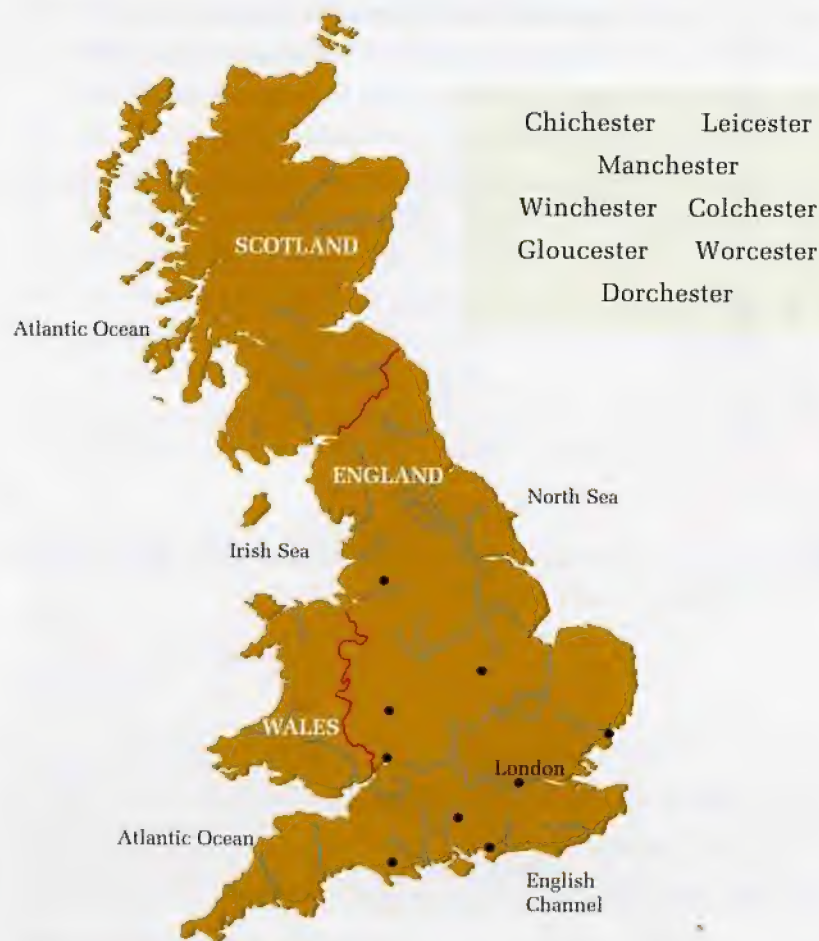 Chichester Leicester
Manchester
Winchester Colchester
Gloucester Worcester
Dorchester
SCOTLAND
Atlantic Ocean
ENGLAND
North Sea
Irish Sea
WALES
London
Atlantic Ocean
English
Channel